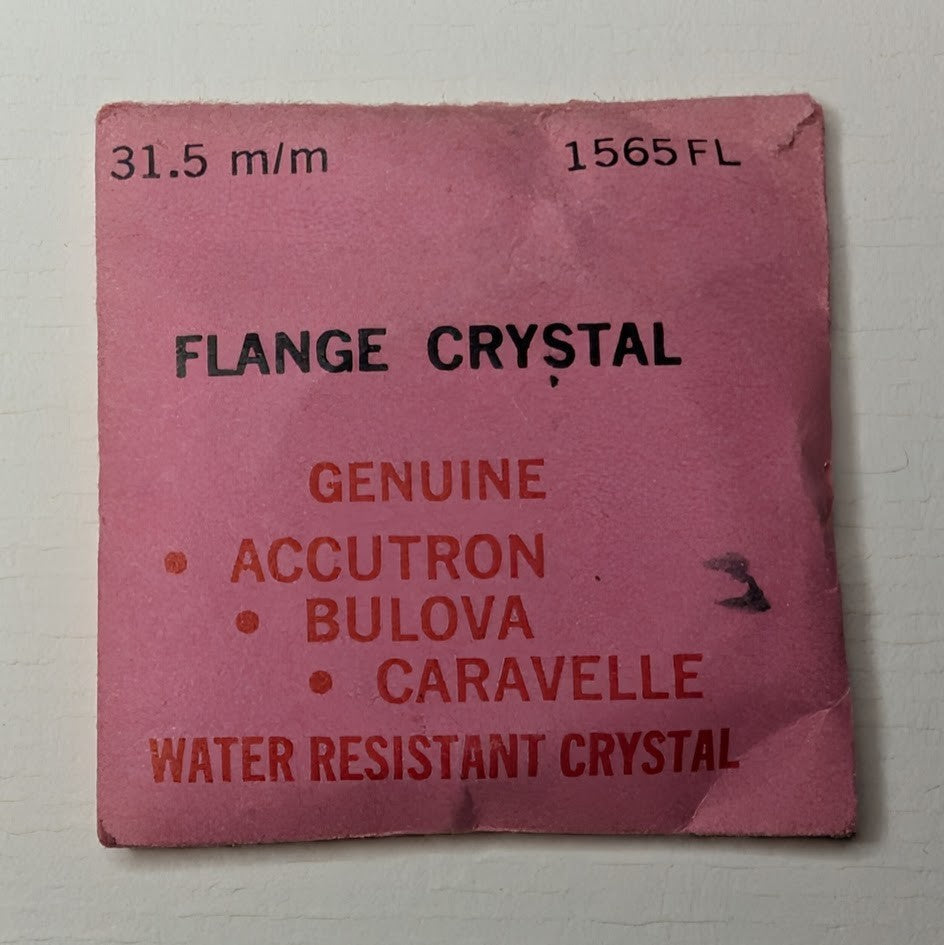 31.5 m/m 1565FL
FLANGE CRYSTAL
GENUINE
• ACCUTRON
• BULOVA
• CARAVELLE
WATER RESISTANT CRYSTAL